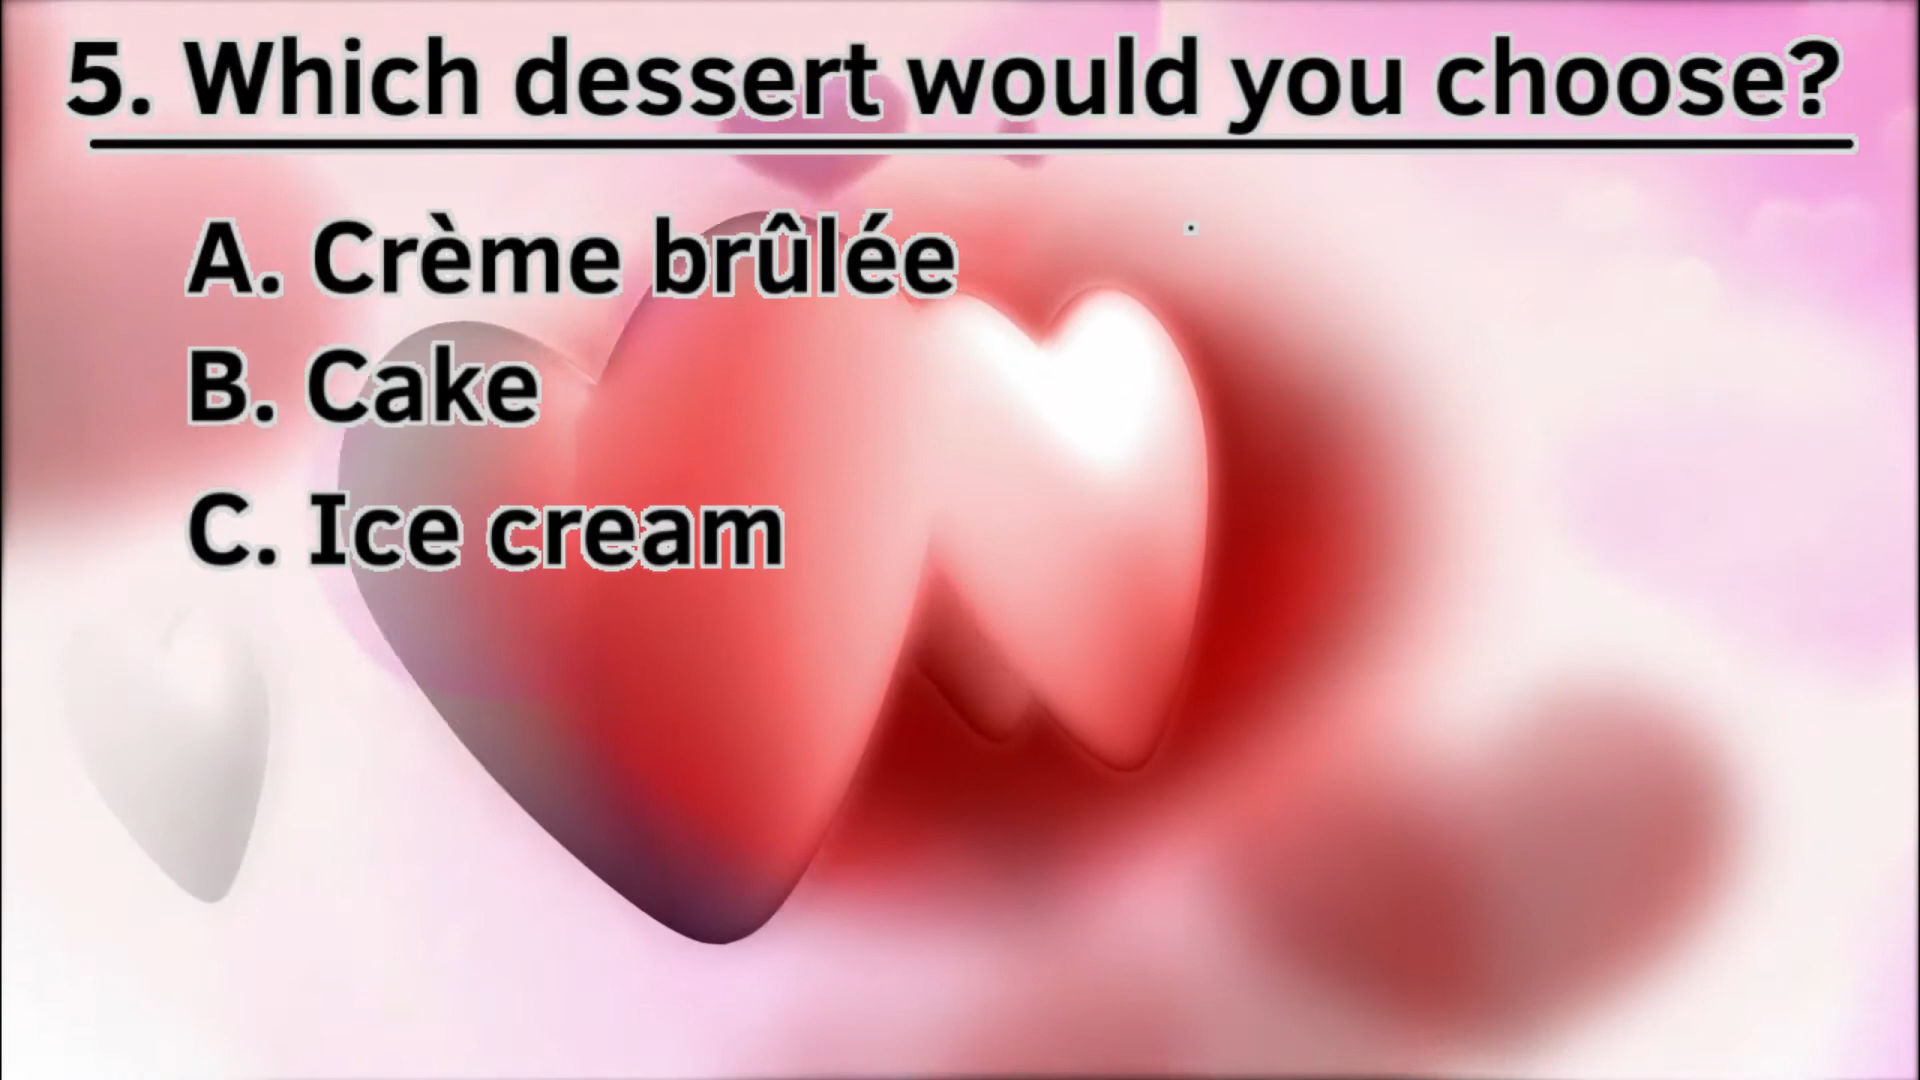 5. Which dessert would you choose?
A. Crème brûlée
B. Cake
C. Ice cream